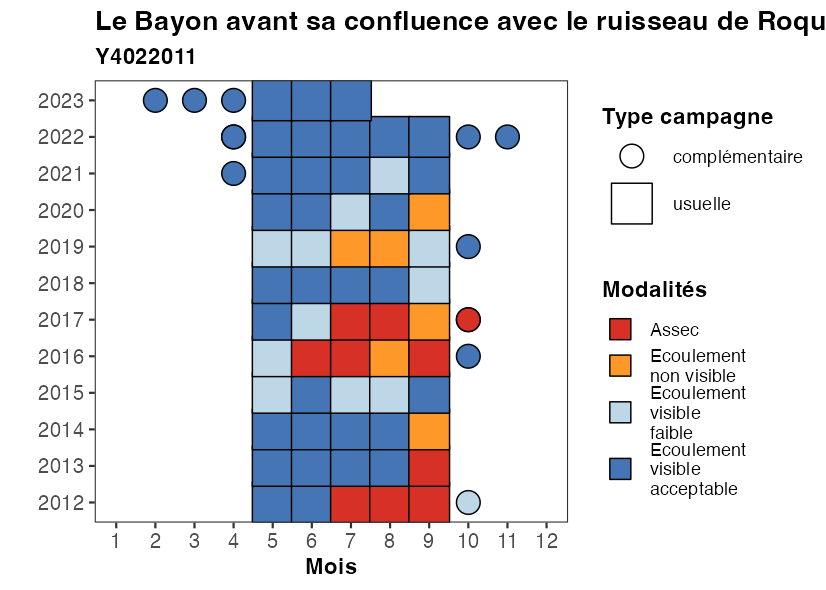 Le Bayon avant sa confluence avec le ruisseau de Roqu
Y4022011
2023
2022
2021
2020
2019
2018
2017
2016
2015
2014
2013
2012
1 2 3 4 5 6 7 8 9 10 11 12
Mois
Type campagne
complémentaire
usuelle
Modalités
Assec
Ecoulement
non visible
Ecoulement
visible
faible
Ecoulement
visible
acceptable